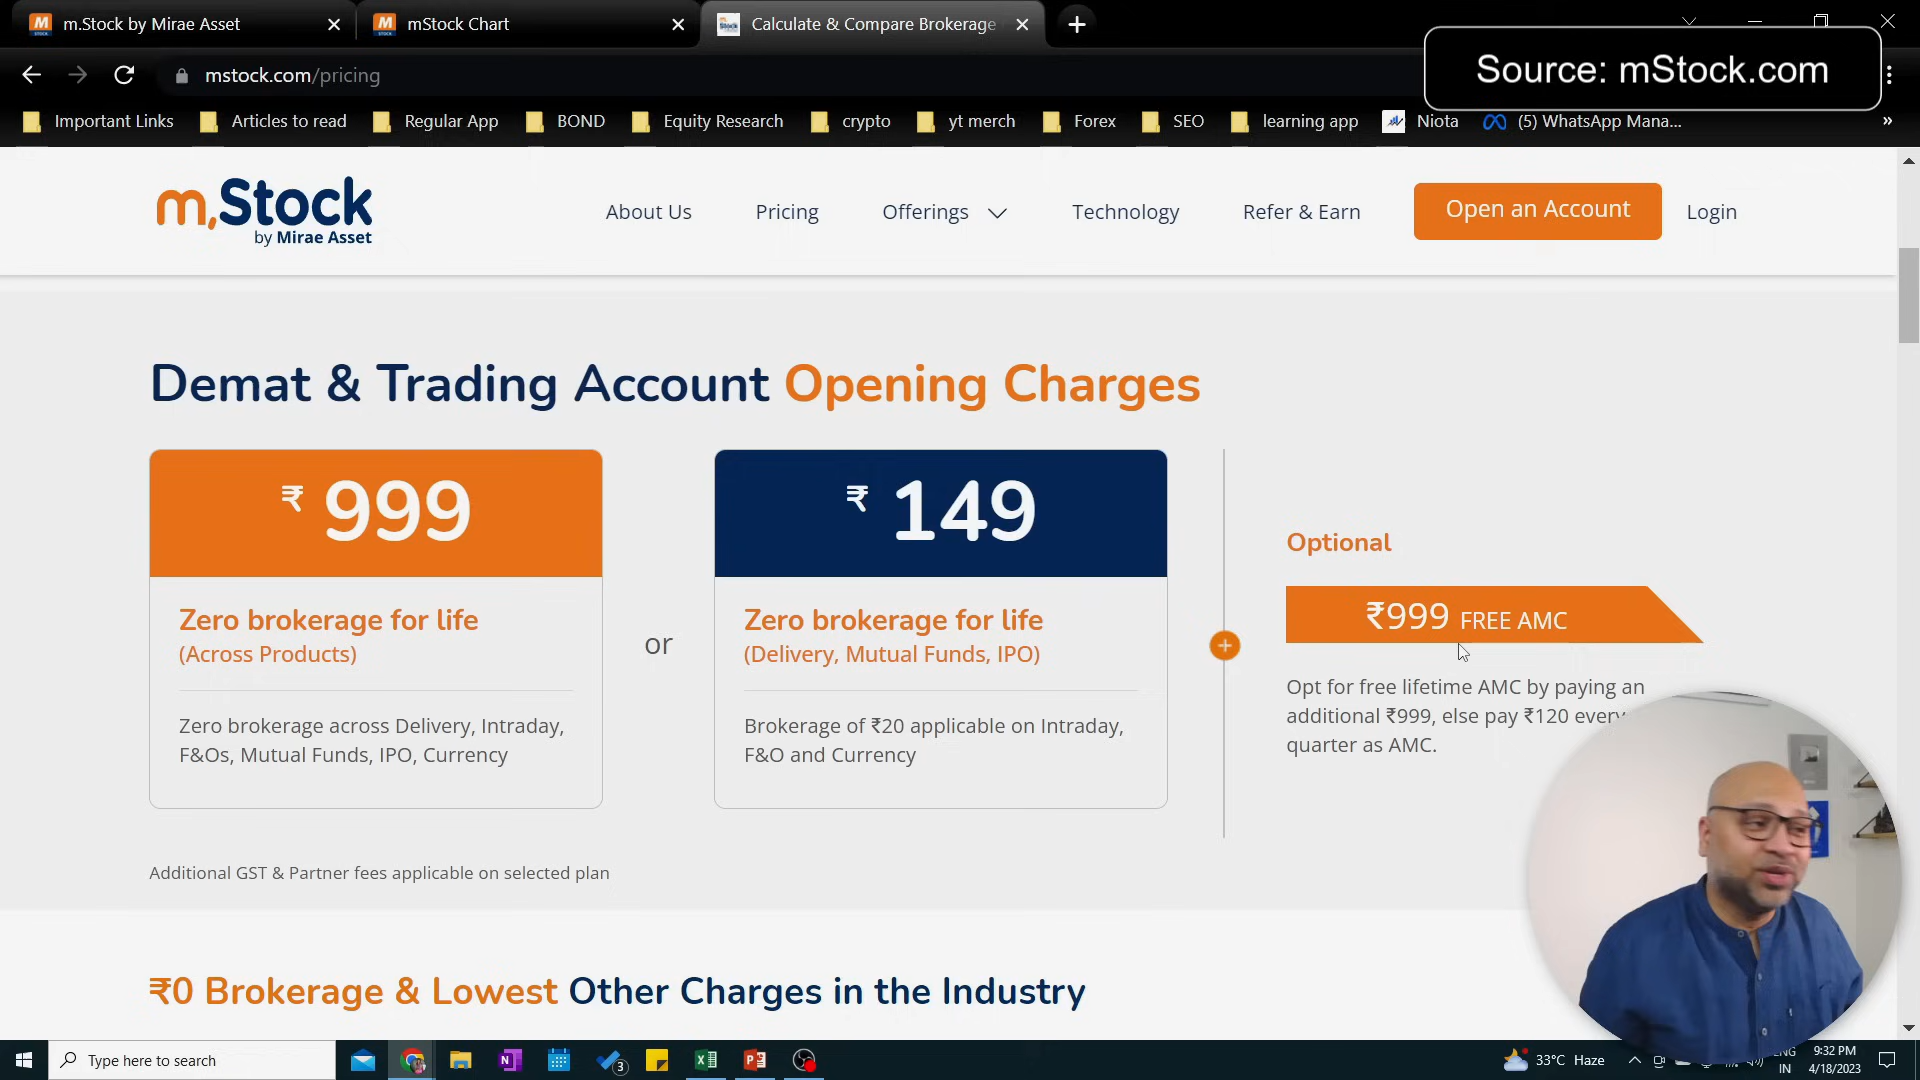 m.Stock by Mirae Asset
mStock Chart
Calculate & Compare Brokerage
mstock.com/pricing
Source: mStock.com
Important Links
Articles to read
Regular App
BOND
Equity Research
crypto
yt merch
Forex
SEO
learning app
Niota
(5) WhatsApp Mana...
»
m.Stock
by Mirae Asset
About Us
Pricing
Offerings
Technology
Refer & Earn
Open an Account
Login
Demat & Trading Account Opening Charges
₹ 999
Zero brokerage for life
(Across Products)
Zero brokerage across Delivery, Intraday,
F&Os, Mutual Funds, IPO, Currency
or
₹ 149
Zero brokerage for life
(Delivery, Mutual Funds, IPO)
Brokerage of ₹20 applicable on Intraday,
F&O and Currency
+
Optional
₹999 FREE AMC
Opt for free lifetime AMC by paying an
additional ₹999, else pay ₹120 every
quarter as AMC.
Additional GST & Partner fees applicable on selected plan
₹0 Brokerage & Lowest Other Charges in the Industry
Type here to search
3
33°C Haze
ENG
IN
9:32 PM
4/18/2023